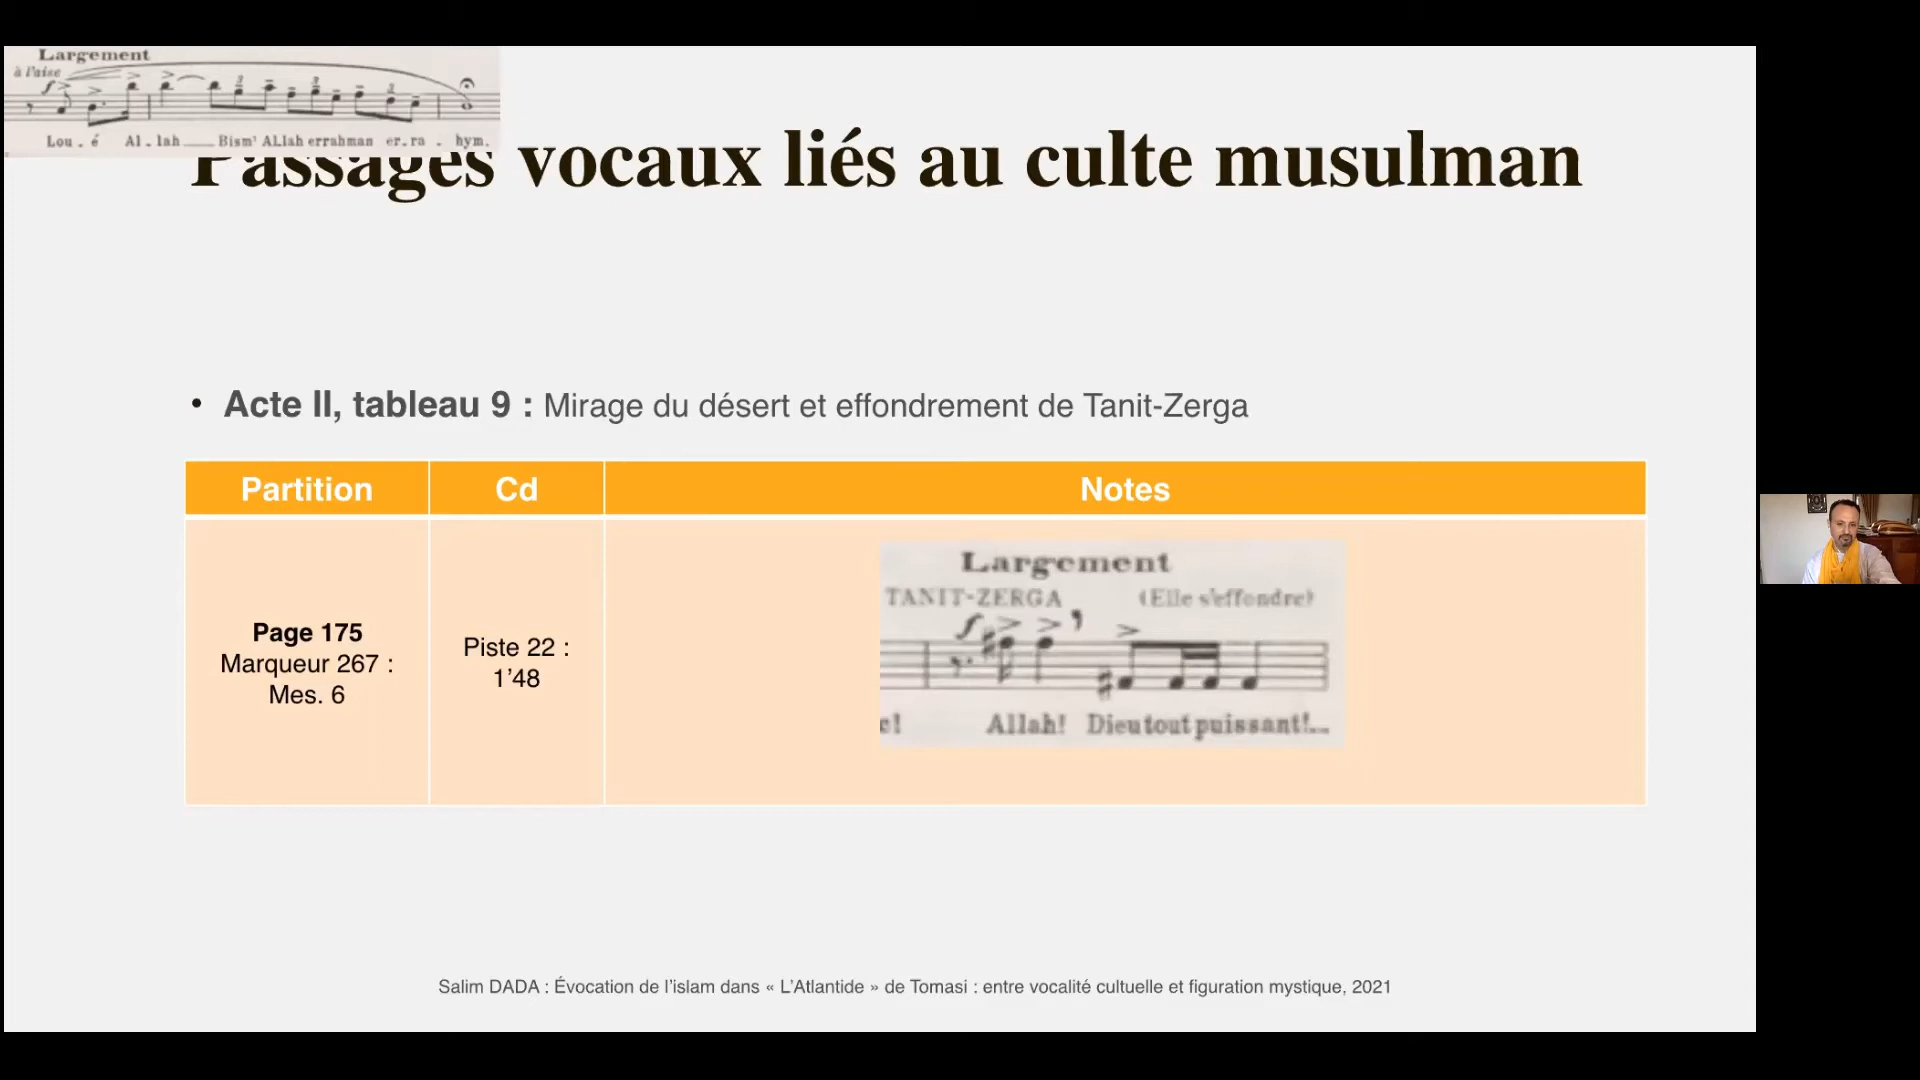 Largement
à l'aise
Lou . é Al . lah Bism' ALlah errahman er . ra . hym.
Passages vocaux liés au culte musulman
• Acte II, tableau 9 : Mirage du désert et effondrement de Tanit-Zerga
Partition Cd Notes
Page 175
Marqueur 267 :
Mes. 6
Piste 22 :
1’48
Largement
TANIT-ZERGA (Elle s'effondre)
e! Allah! Dieu tout puissant!...
Salim DADA : Évocation de l’islam dans « L’Atlantide » de Tomasi : entre vocalité cultuelle et figuration mystique, 2021